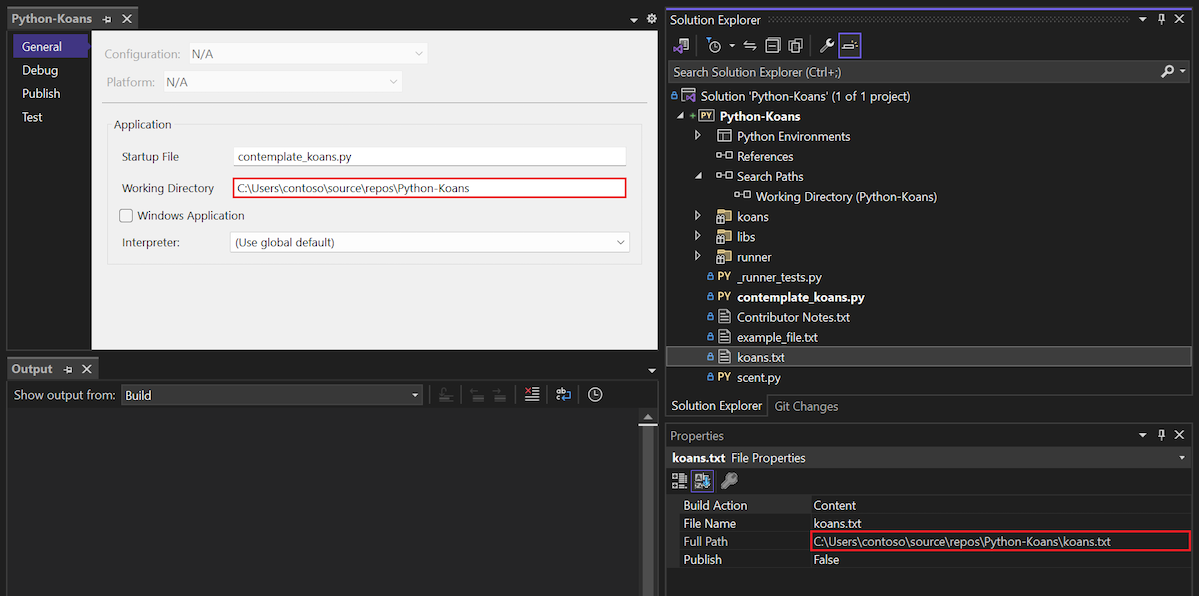 Python-Koans
General
Debug
Publish
Test
Configuration: N/A
Platform: N/A
Application
Startup File contemplate_koans.py
Working Directory C:\Users\contoso\source\repos\Python-Koans
Windows Application
Interpreter: (Use global default)
Output
Show output from: Build
Solution Explorer
Search Solution Explorer (Ctrl+;)
Solution 'Python-Koans' (1 of 1 project)
PY Python-Koans
Python Environments
References
Search Paths
Working Directory (Python-Koans)
koans
libs
runner
PY _runner_tests.py
PY contemplate_koans.py
Contributor Notes.txt
example_file.txt
koans.txt
PY scent.py
Solution Explorer Git Changes
Properties
koans.txt File Properties
Build Action Content
File Name koans.txt
Full Path C:\Users\contoso\source\repos\Python-Koans\koans.txt
Publish False